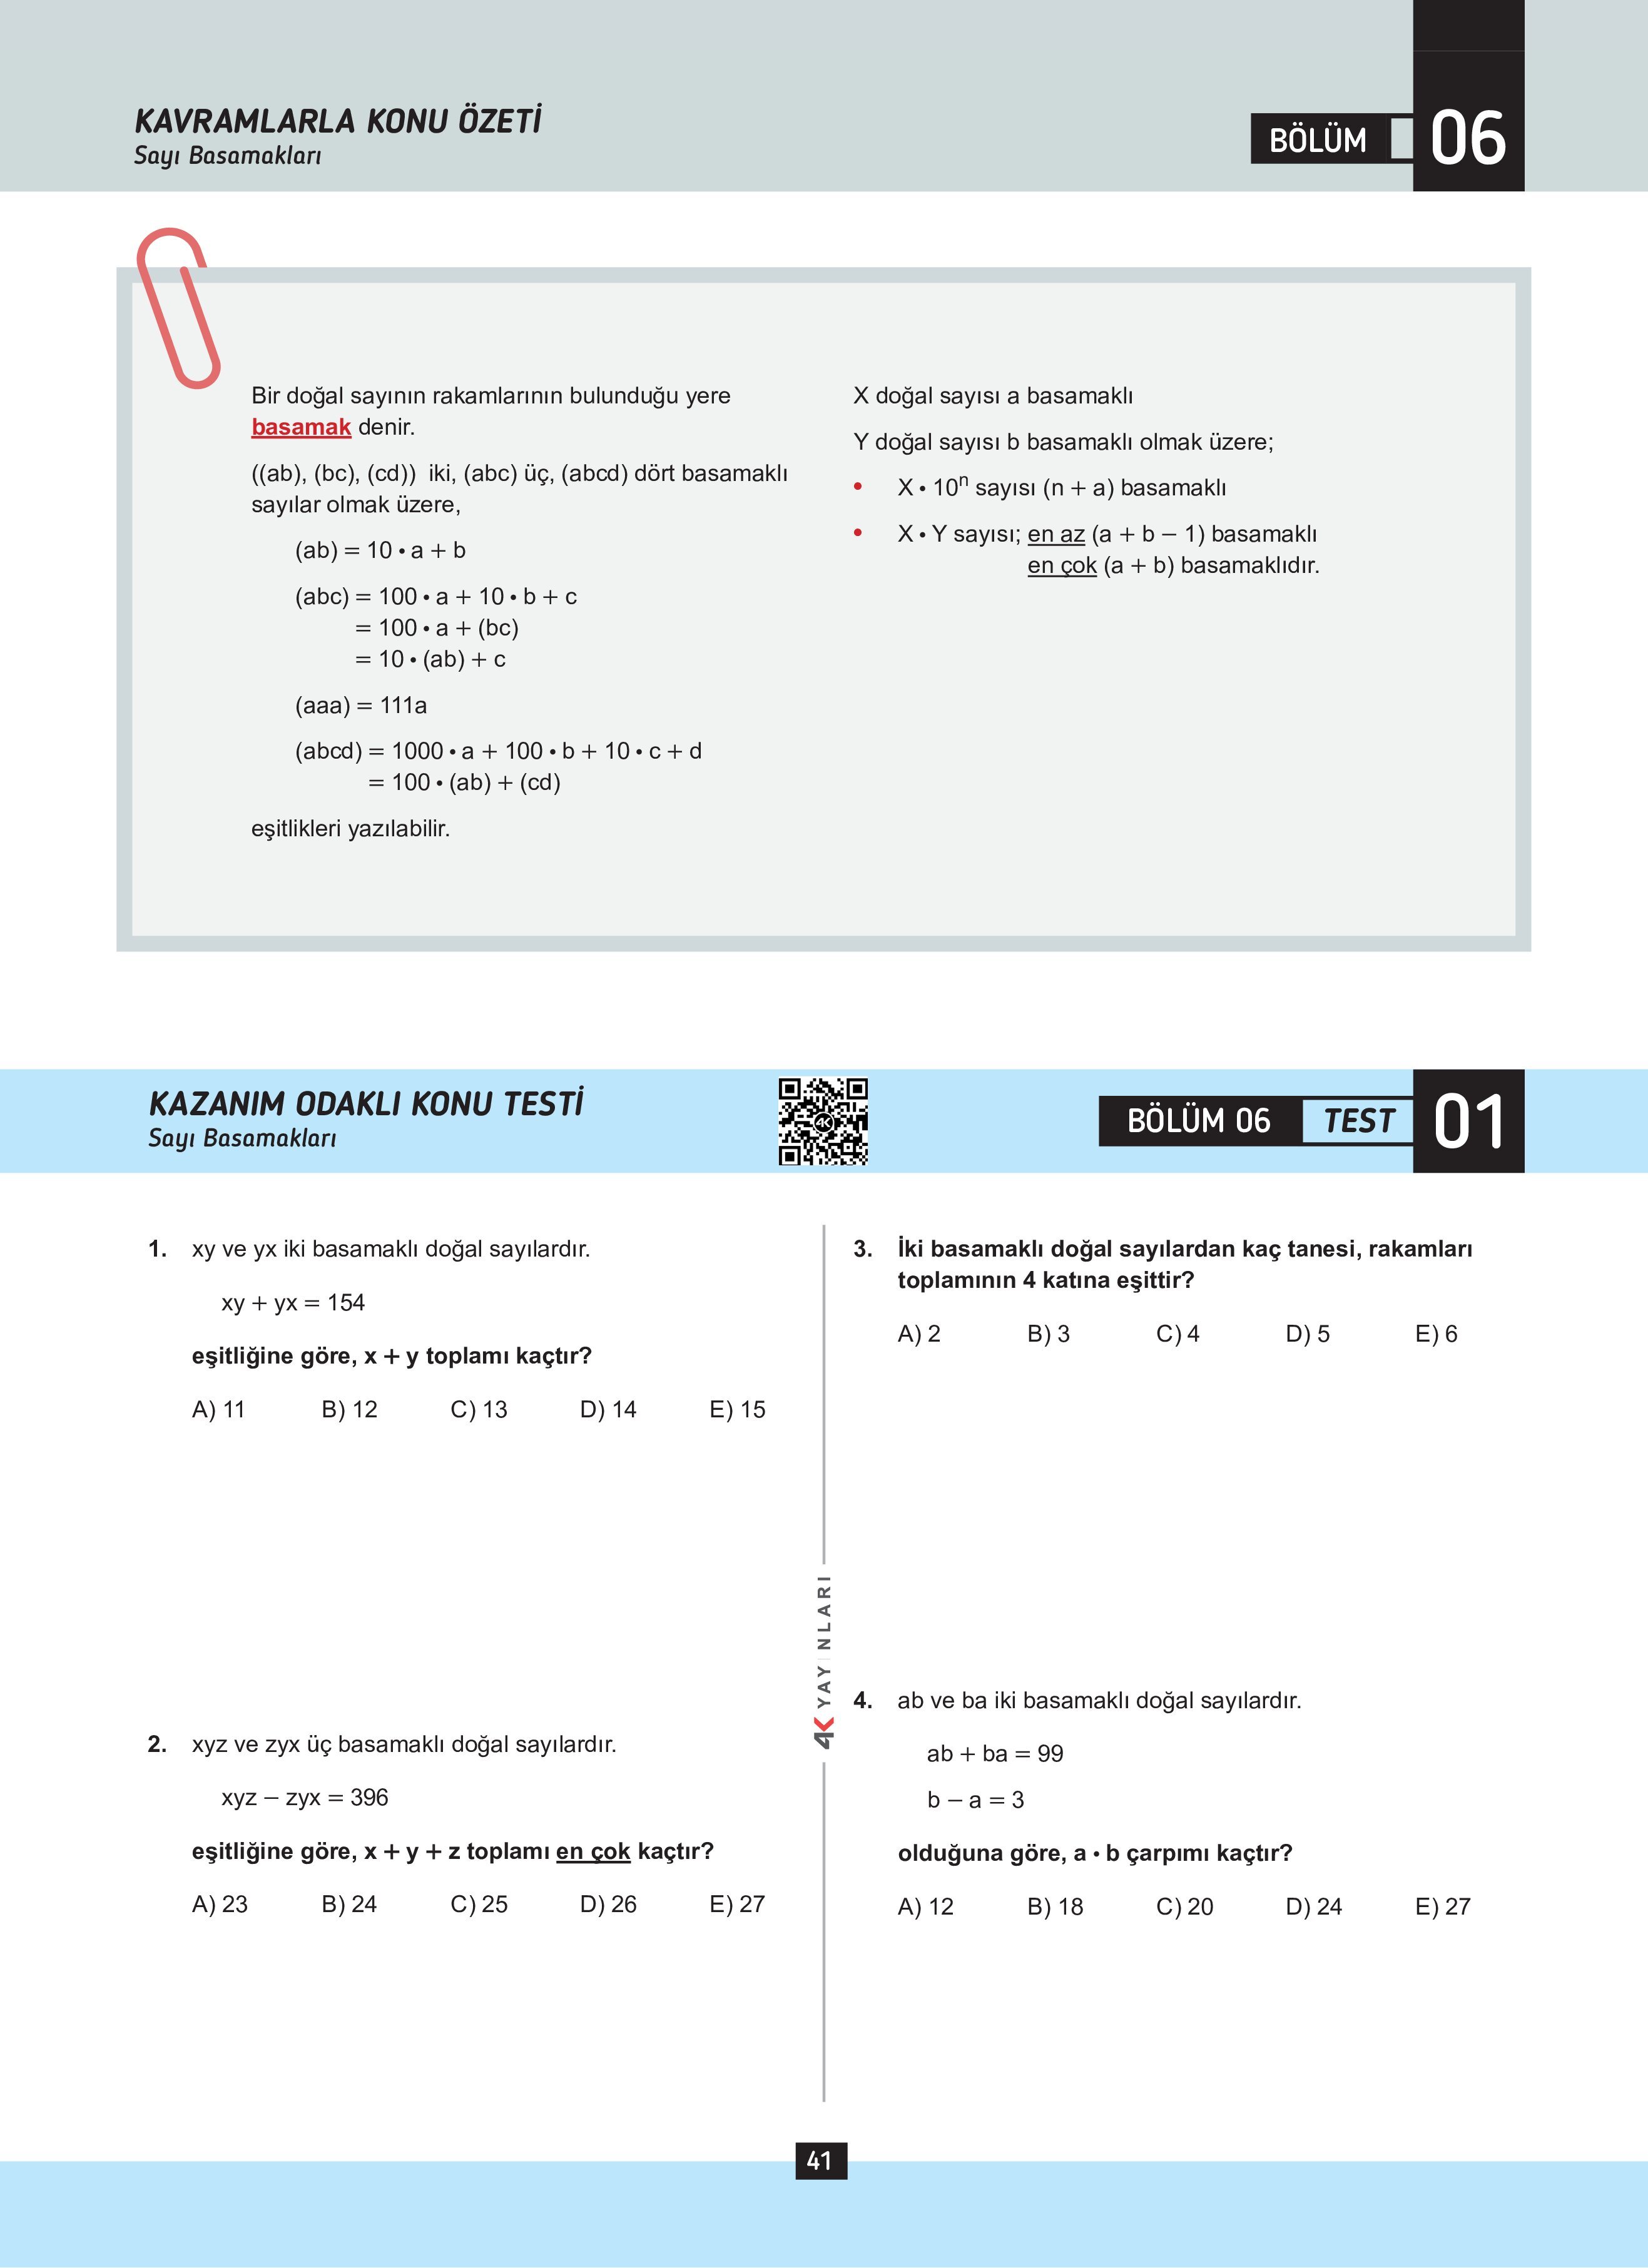 KAVRAMLARLA KONU ÖZETİ
Sayı Basamakları
BÖLÜM 06
Bir doğal sayının rakamlarının bulunduğu yere
basamak denir.
((ab), (bc), (cd)) iki, (abc) üç, (abcd) dört basamaklı
sayılar olmak üzere,
(ab) = 10 • a + b
(abc) = 100 • a + 10 • b + c
= 100 • a + (bc)
= 10 • (ab) + c
(aaa) = 111a
(abcd) = 1000 • a + 100 • b + 10 • c + d
= 100 • (ab) + (cd)
eşitlikleri yazılabilir.
X doğal sayısı a basamaklı
Y doğal sayısı b basamaklı olmak üzere;
• X • 10ⁿ sayısı (n + a) basamaklı
• X • Y sayısı; en az (a + b – 1) basamaklı
en çok (a + b) basamaklıdır.
KAZANIM ODAKLI KONU TESTİ
Sayı Basamakları
4K
BÖLÜM 06 TEST 01
1. xy ve yx iki basamaklı doğal sayılardır.
xy + yx = 154
eşitliğine göre, x + y toplamı kaçtır?
A) 11 B) 12 C) 13 D) 14 E) 15
2. xyz ve zyx üç basamaklı doğal sayılardır.
xyz – zyx = 396
eşitliğine göre, x + y + z toplamı en çok kaçtır?
A) 23 B) 24 C) 25 D) 26 E) 27
4K YAYINLARI
3. İki basamaklı doğal sayılardan kaç tanesi, rakamları
toplamının 4 katına eşittir?
A) 2 B) 3 C) 4 D) 5 E) 6
4. ab ve ba iki basamaklı doğal sayılardır.
ab + ba = 99
b – a = 3
olduğuna göre, a • b çarpımı kaçtır?
A) 12 B) 18 C) 20 D) 24 E) 27
41